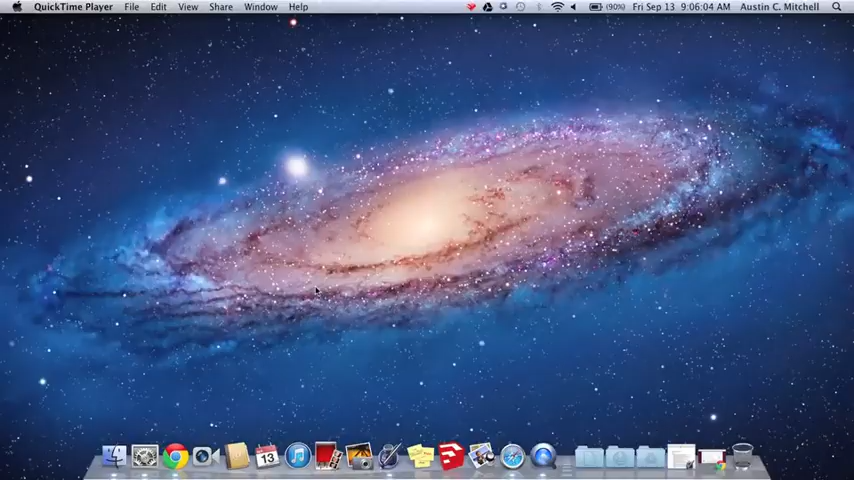 QuickTime Player File Edit View Share Window Help (90%) Fri Sep 13 9:06:04 AM Austin C. Mitchell
13